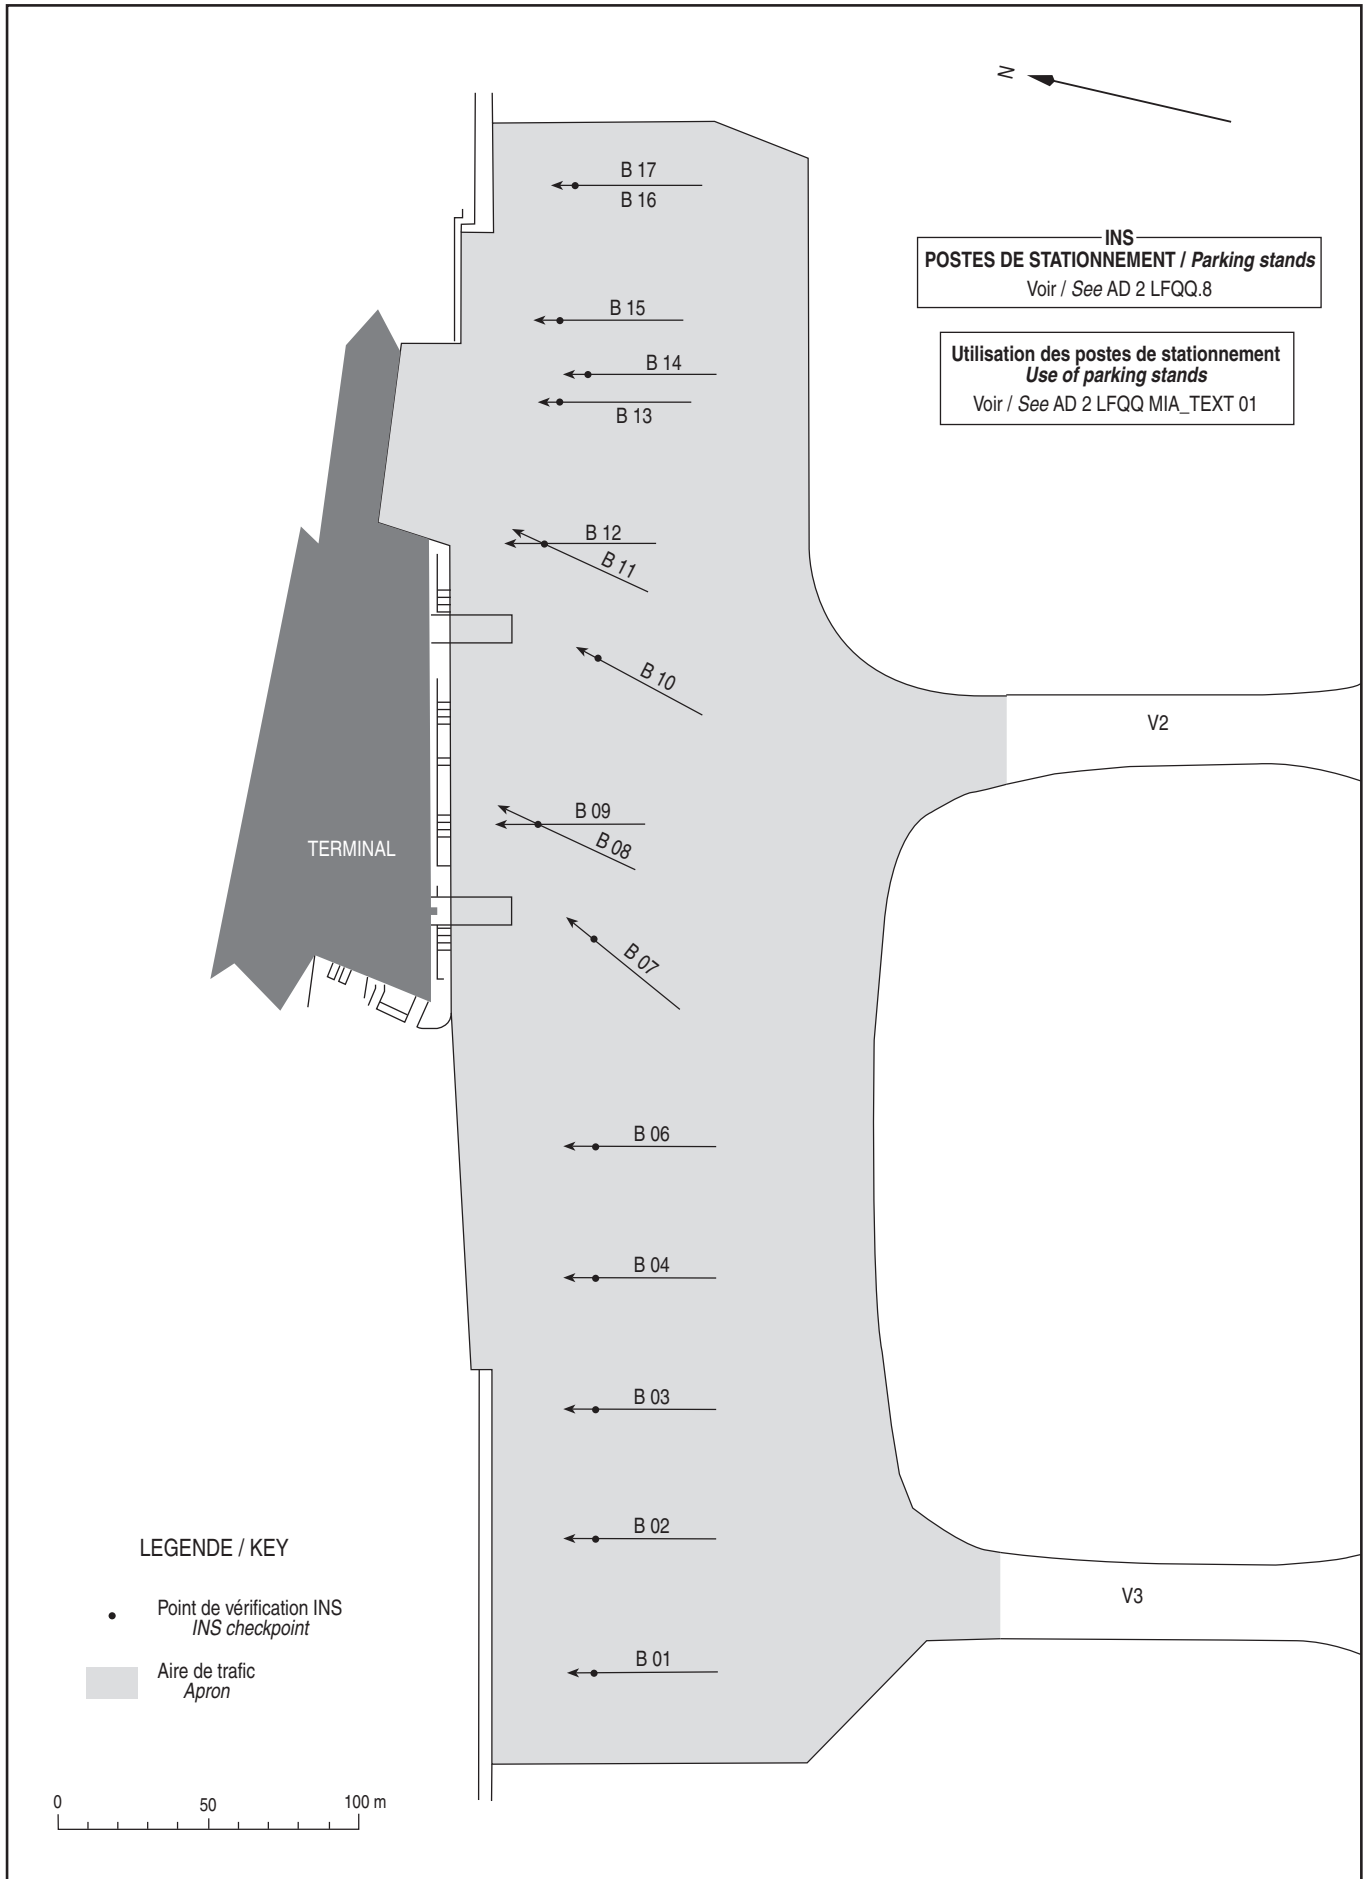 N
B 17
B 16
INS
POSTES DE STATIONNEMENT / Parking stands
Voir / See AD 2 LFQQ.8
B 15
Utilisation des postes de stationnement
Use of parking stands
Voir / See AD 2 LFQQ MIA_TEXT 01
B 14
B 13
B 12
B 11
B 10
V2
B 09
B 08
TERMINAL
B 07
B 06
B 04
B 03
B 02
LEGENDE / KEY
Point de vérification INS
INS checkpoint
V3
B 01
Aire de trafic
Apron
0 50 100 m